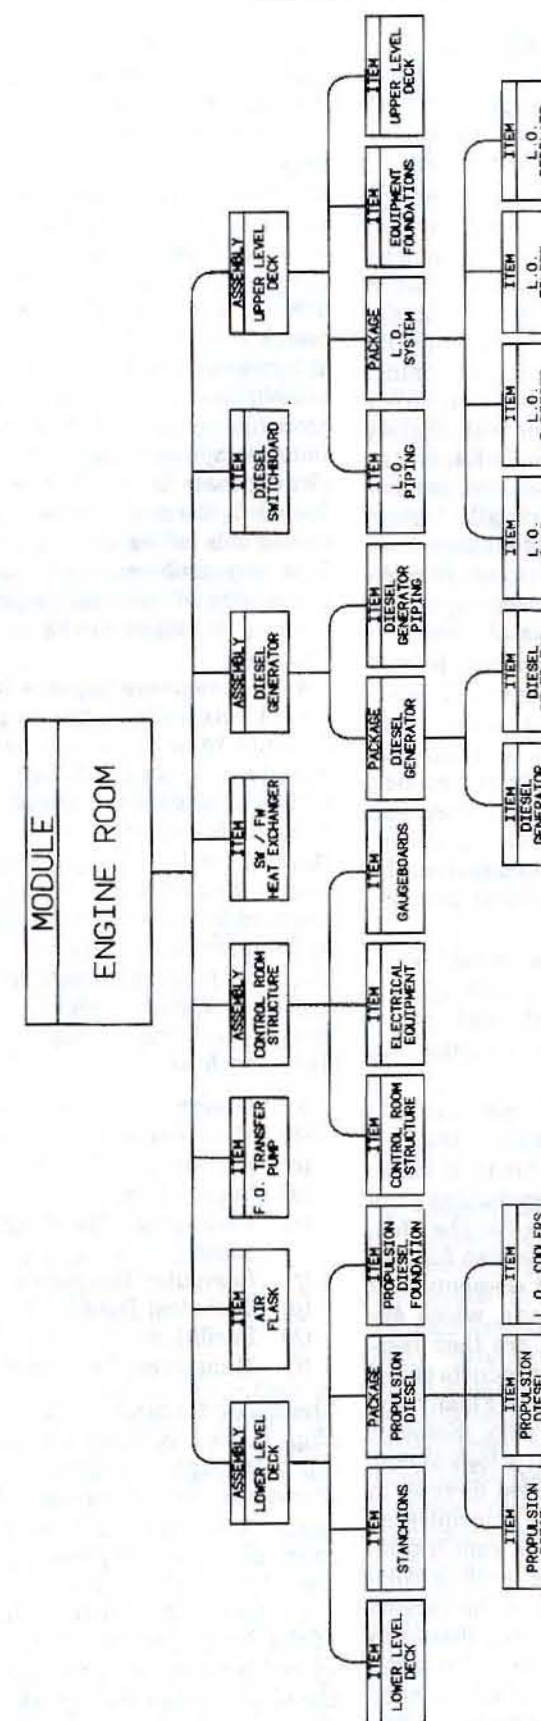 MODULE
ENGINE ROOM
ASSEMBLY
LOWER LEVEL
DECK
ITEM
AIR
FLASK
ITEM
F.O. TRANSFER
PUMP
ASSEMBLY
CONTROL ROOM
STRUCTURE
ITEM
SW / FW
HEAT EXCHANGER
ASSEMBLY
DIESEL
GENERATOR
ITEM
DIESEL
SWITCHBOARD
ASSEMBLY
UPPER LEVEL
DECK
ITEM
LOWER LEVEL
DECK
ITEM
STANCHIONS
PACKAGE
PROPULSION
DIESEL
ITEM
PROPULSION
DIESEL
FOUNDATION
ITEM
CONTROL ROOM
STRUCTURE
ITEM
ELECTRICAL
EQUIPMENT
ITEM
GAUGEBOARDS
PACKAGE
DIESEL
GENERATOR
ITEM
DIESEL
GENERATOR
PIPING
ITEM
L.O.
PIPING
PACKAGE
L.O.
SYSTEM
ITEM
EQUIPMENT
FOUNDATIONS
ITEM
UPPER LEVEL
DECK
ITEM
PROPULSION
ITEM
PROPULSION
DIESEL
ITEM
L.O. COOLERS
ITEM
DIESEL
GENERATOR
ITEM
DIESEL
ITEM
L.O.
ITEM
L.O.
ITEM
L.O.
ITEM
L.O.